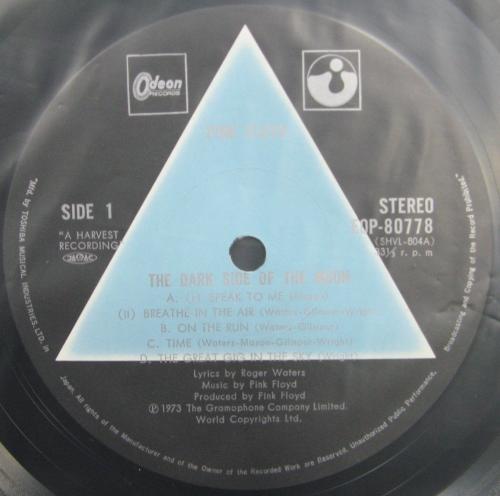 Odeon
RECORDS
PINK FLOYD
SIDE 1
STEREO
"A HARVEST
RECORDING"
EOP-80778
(SHVL-804A)
33⅓ r. p. m
THE DARK SIDE OF THE MOON
A. (I) SPEAK TO ME (Mason)
(II) BREATHE IN THE AIR (Waters-Gilmour-Wright)
B. ON THE RUN (Waters-Gilmour)
C. TIME (Waters-Mason-Gilmour-Wright)
D. THE GREAT GIG IN THE SKY (Wright)
Lyrics by Roger Waters
Music by Pink Floyd
Produced by Pink Floyd
Ⓟ 1973 The Gramophone Company Limited.
World Copyrights Ltd.
"Mfd. by TOSHIBA MUSICAL INDUSTRIES, LTD. in Japan. All rights of the Manufacturer and of the Owner of the Recorded Work are Reserved. Unauthorized Public Performance, Broadcasting and Copying of the Record Prohibited."